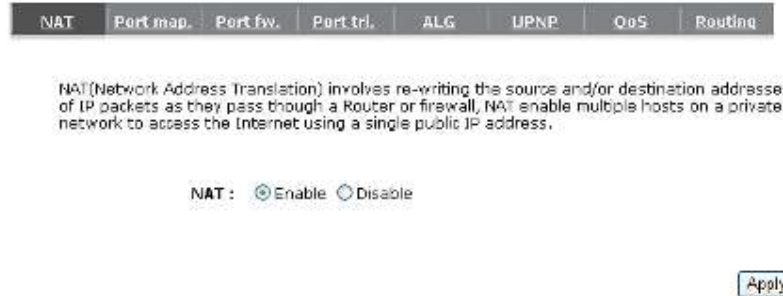 NAT Port map. Port fw. Port tri. ALG UPNP QoS Routing
NAT(Network Address Translation) involves re-writing the source and/or destination addresse
of IP packets as they pass though a Router or firewall, NAT enable multiple hosts on a private
network to access the Internet using a single public IP address.
NAT : Enable Disable
Apply